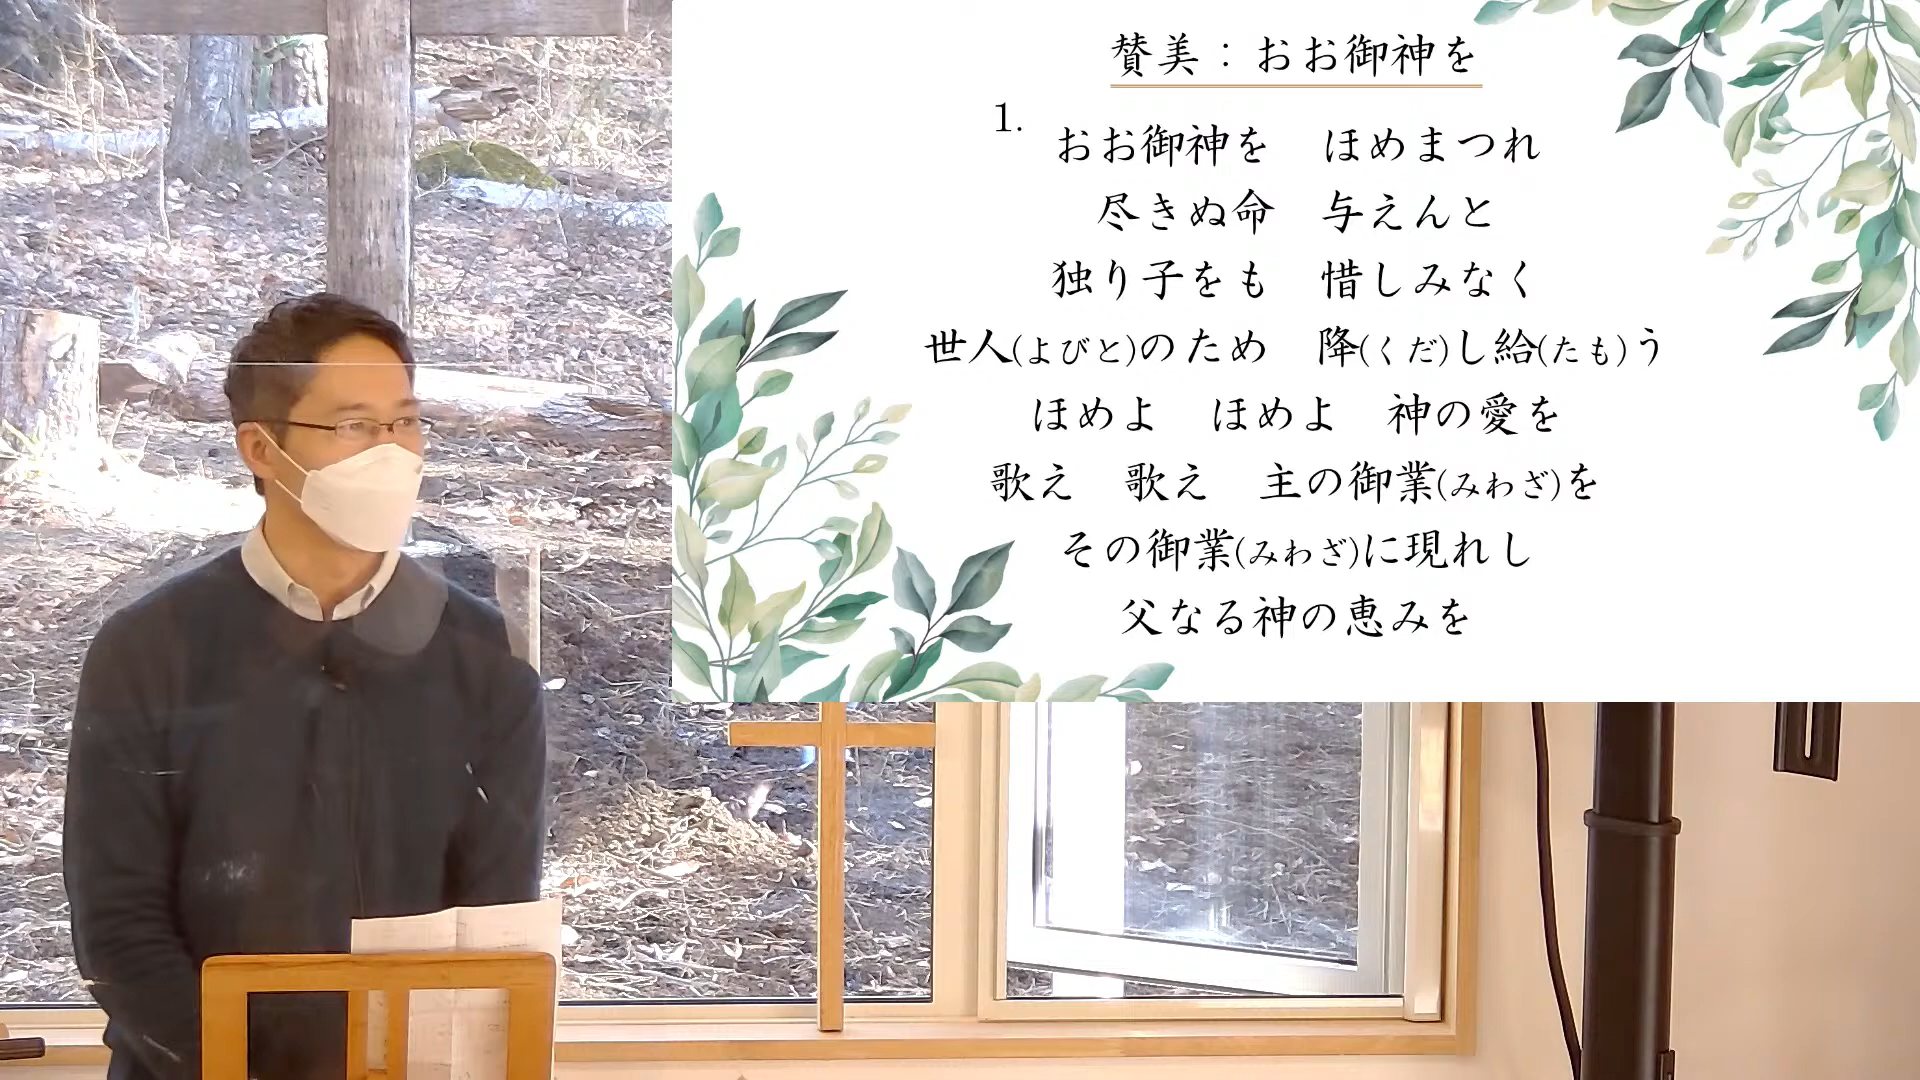 賛美：おお御神を
1.
おお御神を　ほめまつれ
尽きぬ命　与えんと
独り子をも　惜しみなく
世人(よびと)のため　降(くだ)し給(たも)う
ほめよ　ほめよ　神の愛を
歌え　歌え　主の御業(みわざ)を
その御業(みわざ)に現れし
父なる神の恵みを